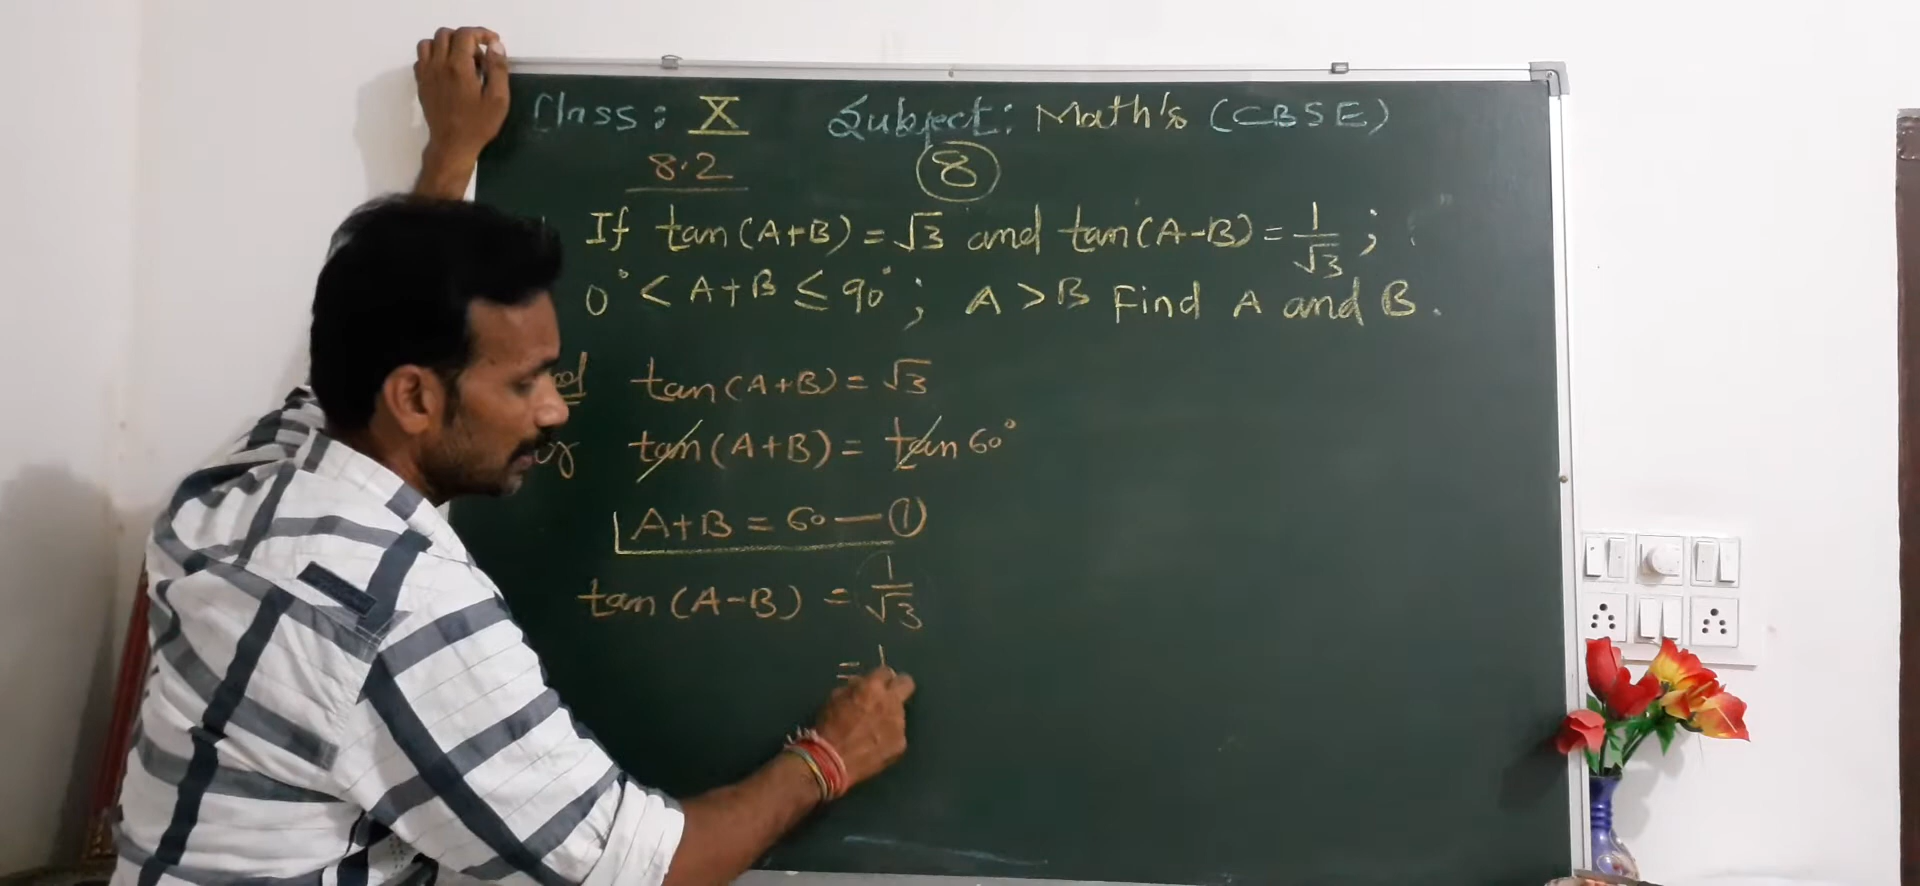 Class: X Subject: Math's (CBSE)
8.2 8
If tan(A+B) = √3 and tan(A-B) = 1/√3 ;
0° < A+B ≤ 90° ; A > B Find A and B.
tan(A+B) = √3
or tan(A+B) = tan 60°
A+B = 60 — 1
tan(A-B) = 1/√3
= 1